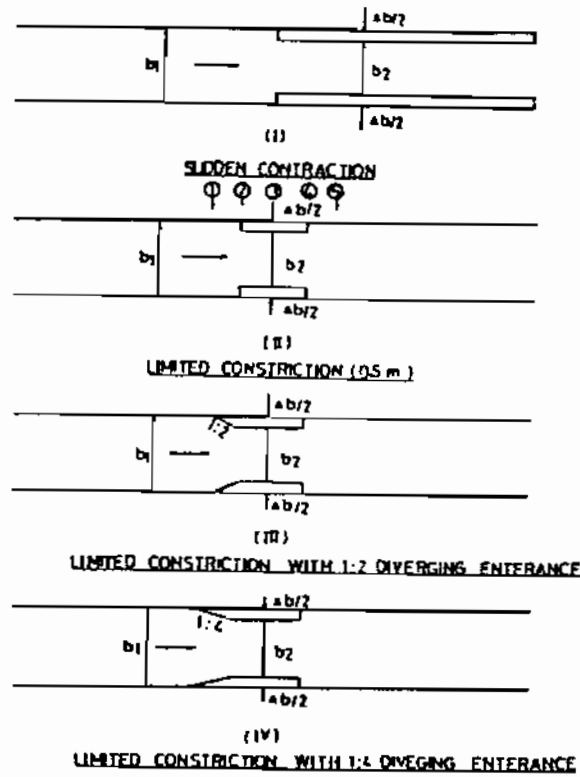 Δb/2
b1
b2
Δb/2
(I)
SUDDEN CONTRACTION
1 2 3 4 5
Δb/2
b1
b2
Δb/2
(II)
LIMITED CONSTRICTION (0.5 m)
Δb/2
1:2
b1
b2
Δb/2
(III)
LIMITED CONSTRICTION WITH 1:2 DIVERGING ENTERANCE
Δb/2
1:4
b1
b2
Δb/2
(IV)
LIMITED CONSTRICTION WITH 1:4 DIVEGING ENTERANCE